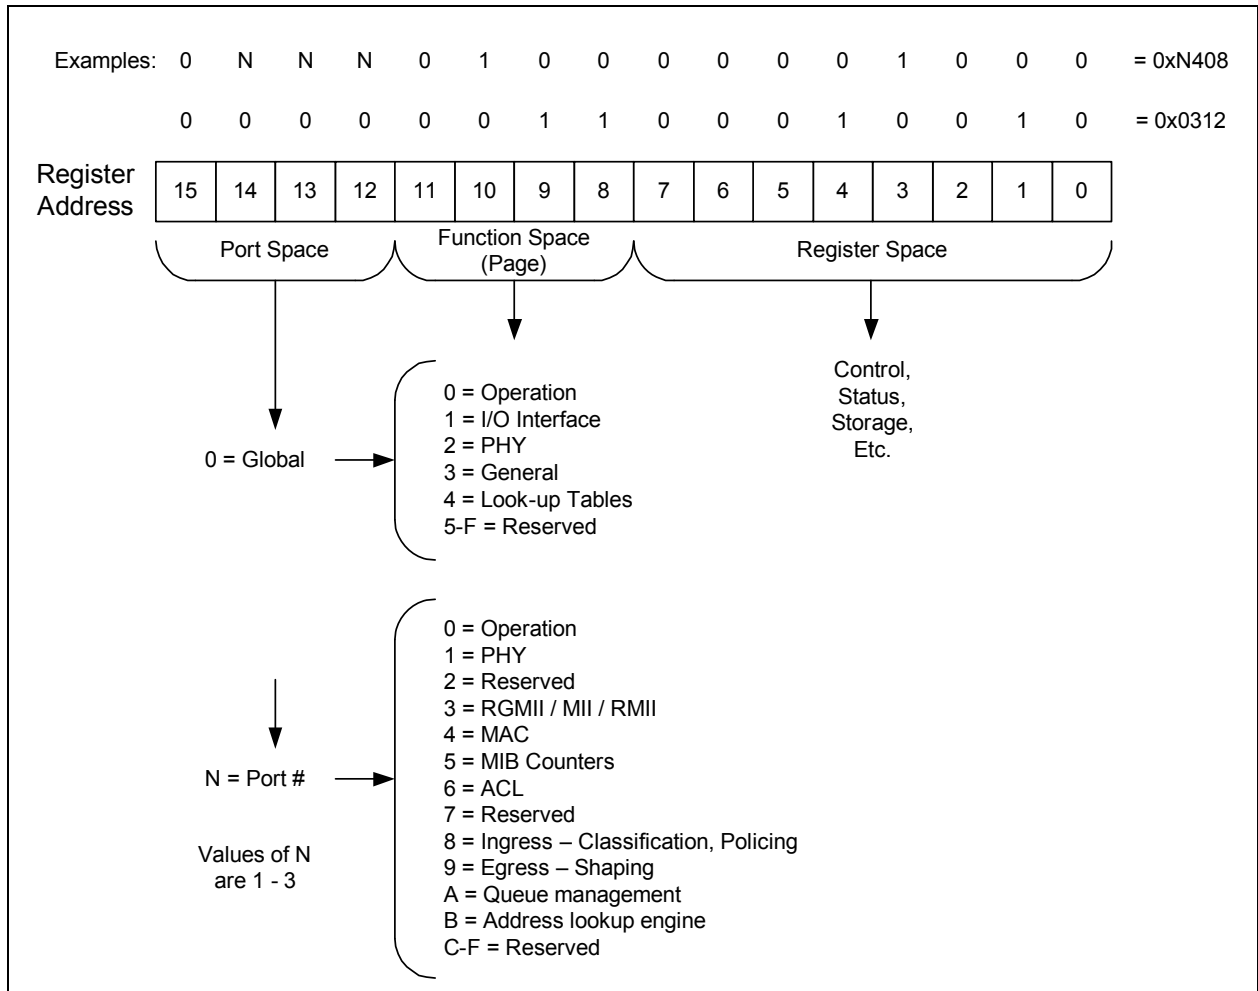 Examples: 0 N N N 0 1 0 0 0 0 0 0 1 0 0 0 = 0xN408
0 0 0 0 0 0 1 1 0 0 0 1 0 0 1 0 = 0x0312
Register
Address
15 14 13 12 11 10 9 8 7 6 5 4 3 2 1 0
Port Space
Function Space
(Page)
Register Space
Control,
Status,
Storage,
Etc.
0 = Global
0 = Operation
1 = I/O Interface
2 = PHY
3 = General
4 = Look-up Tables
5-F = Reserved
N = Port #
Values of N
are 1 - 3
0 = Operation
1 = PHY
2 = Reserved
3 = RGMII / MII / RMII
4 = MAC
5 = MIB Counters
6 = ACL
7 = Reserved
8 = Ingress – Classification, Policing
9 = Egress – Shaping
A = Queue management
B = Address lookup engine
C-F = Reserved